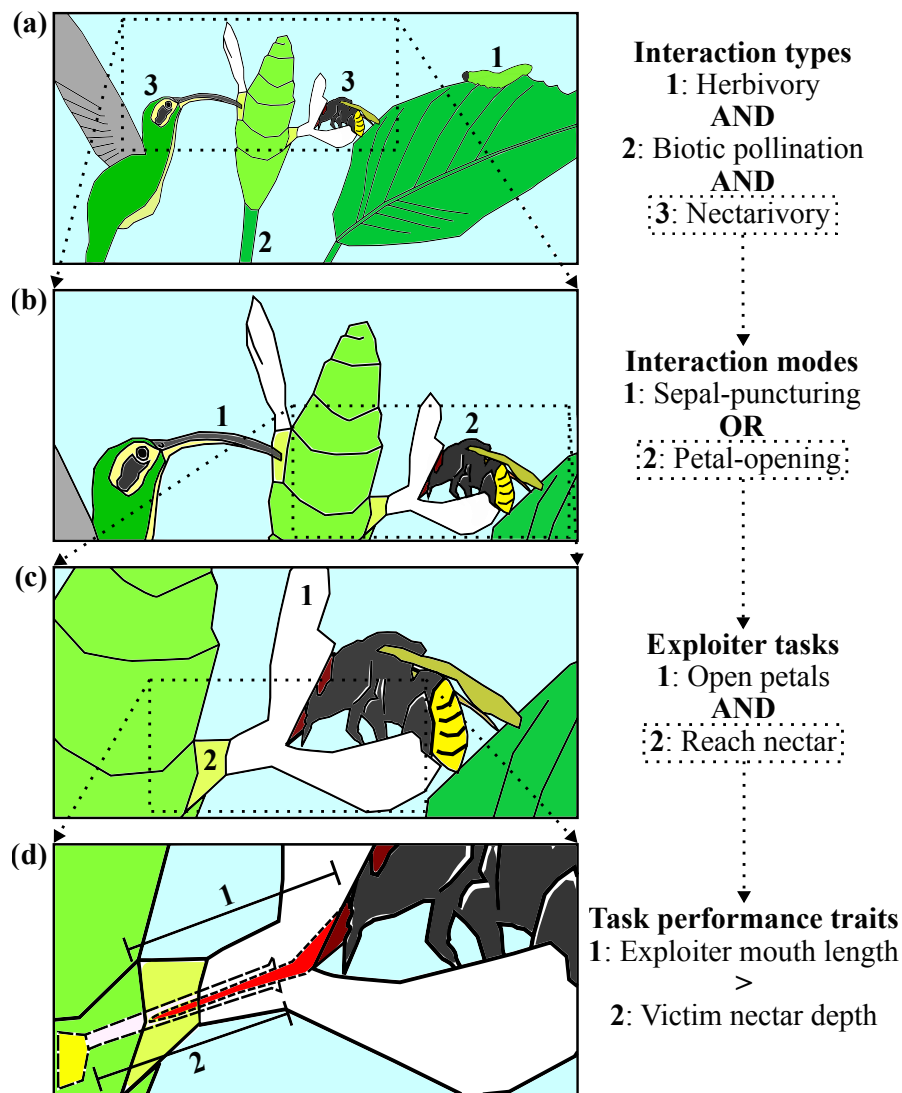 (a)
3
3
1
2
Interaction types
1: Herbivory
AND
2: Biotic pollination
AND
3: Nectarivory
(b)
1
2
Interaction modes
1: Sepal-puncturing
OR
2: Petal-opening
(c)
1
2
Exploiter tasks
1: Open petals
AND
2: Reach nectar
(d)
1
2
Task performance traits
1: Exploiter mouth length
>
2: Victim nectar depth